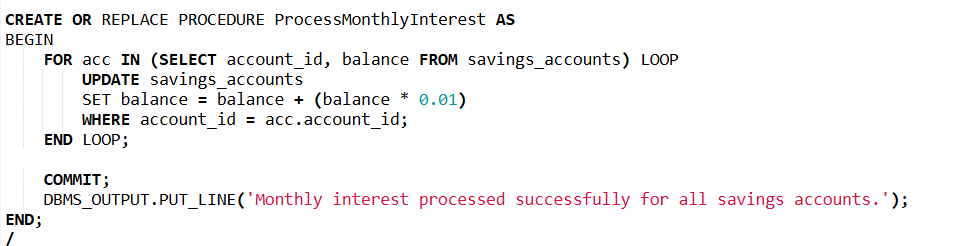 CREATE OR REPLACE PROCEDURE ProcessMonthlyInterest AS
BEGIN
    FOR acc IN (SELECT account_id, balance FROM savings_accounts) LOOP
        UPDATE savings_accounts
        SET balance = balance + (balance * 0.01)
        WHERE account_id = acc.account_id;
    END LOOP;

    COMMIT;
    DBMS_OUTPUT.PUT_LINE('Monthly interest processed successfully for all savings accounts.');
END;
/